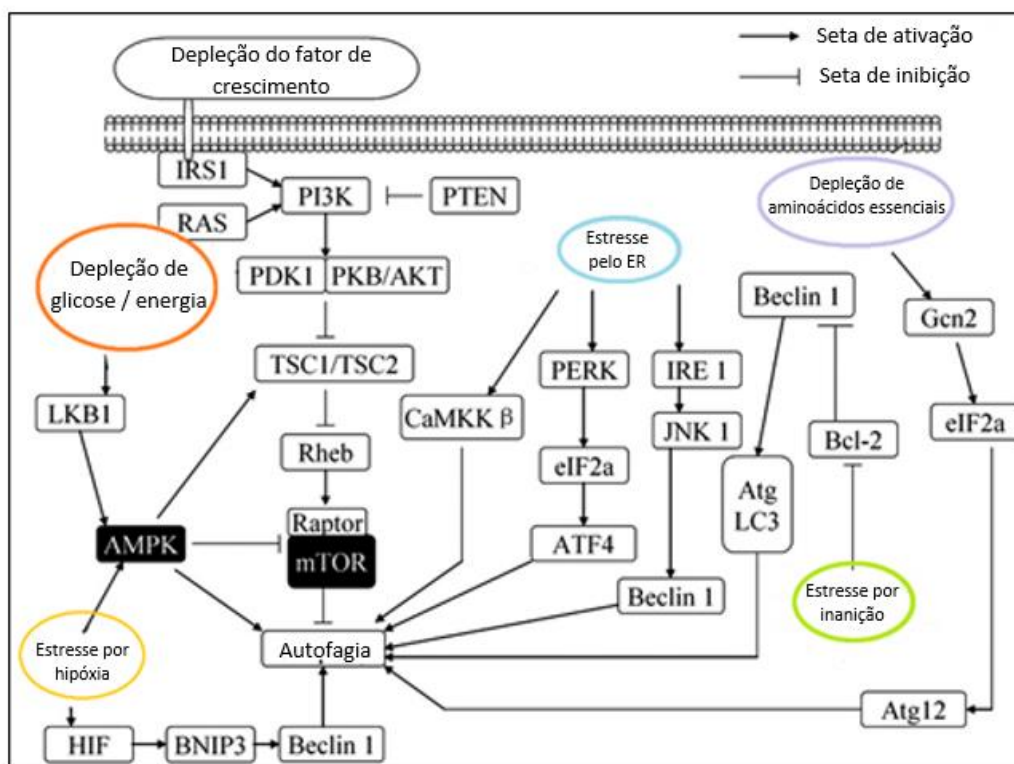 Depleção do fator de
crescimento
Seta de ativação
Seta de inibição
IRS1
PI3K
PTEN
RAS
Depleção de
aminoácidos essenciais
Estresse
pelo ER
Depleção de
glicose / energia
PDK1
PKB/AKT
Beclin 1
Gcn2
TSC1/TSC2
PERK
IRE 1
LKB1
CaMKK β
JNK 1
Bcl-2
eIF2a
Rheb
eIF2a
Atg
LC3
Raptor
AMPK
mTOR
ATF4
Beclin 1
Estresse por
inanição
Estresse por
hipóxia
Autofagia
Atg12
HIF
BNIP3
Beclin 1